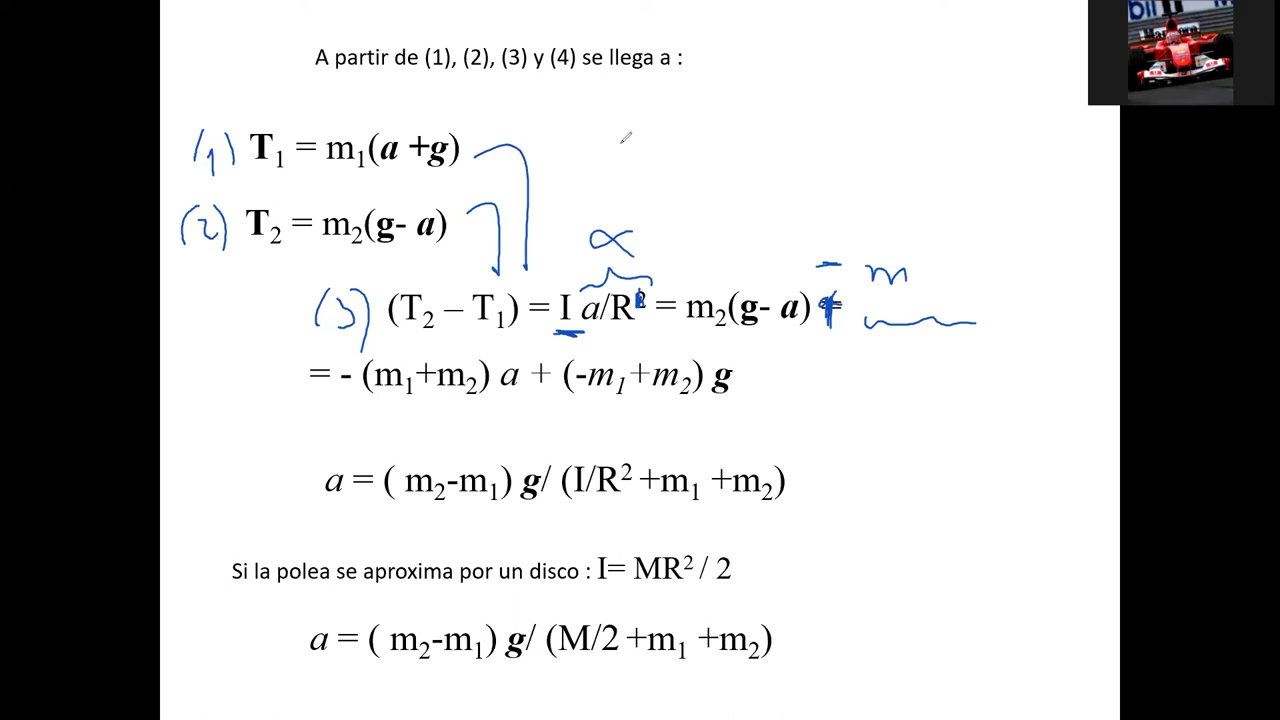 bil
M
A partir de (1), (2), (3) y (4) se llega a :
(1) T₁ = m₁(a +g)
(2) T₂ = m₂(g- a)
α
(3) (T₂ – T₁) = I a/R² = m₂(g- a) - m
= - (m₁+m₂) a + (-m₁+m₂) g
a = ( m₂-m₁) g/ (I/R² +m₁ +m₂)
Si la polea se aproxima por un disco : I= MR² / 2
a = ( m₂-m₁) g/ (M/2 +m₁ +m₂)